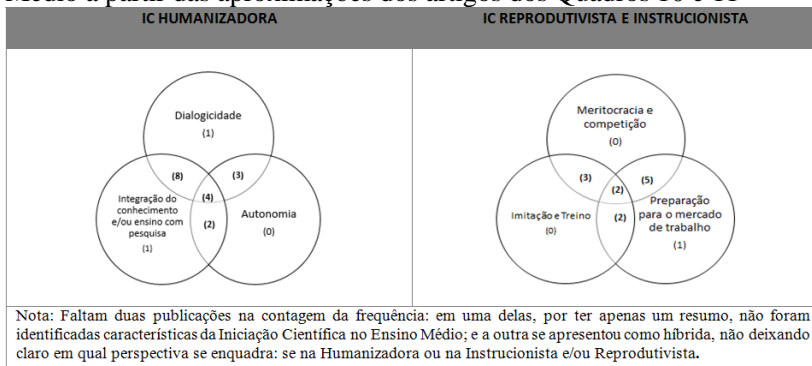 Médio a partir das aproximações dos artigos dos Quadros 10 e 11
IC HUMANIZADORA
IC REPRODUTIVISTA E INSTRUCIONISTA
Dialogicidade
(1)
(8)
(3)
(4)
Integração do
conhecimento
e/ou ensino com
pesquisa
(1)
(2)
Autonomia
(0)
Meritocracia e
competição
(0)
(3)
(5)
(2)
Imitação e Treino
(0)
(2)
Preparação
para o mercado
de trabalho
(1)
Nota: Faltam duas publicações na contagem da frequência: em uma delas, por ter apenas um resumo, não foram
identificadas características da Iniciação Científica no Ensino Médio; e a outra se apresentou como híbrida, não deixando
claro em qual perspectiva se enquadra: se na Humanizadora ou na Instrucionista e/ou Reprodutivista.